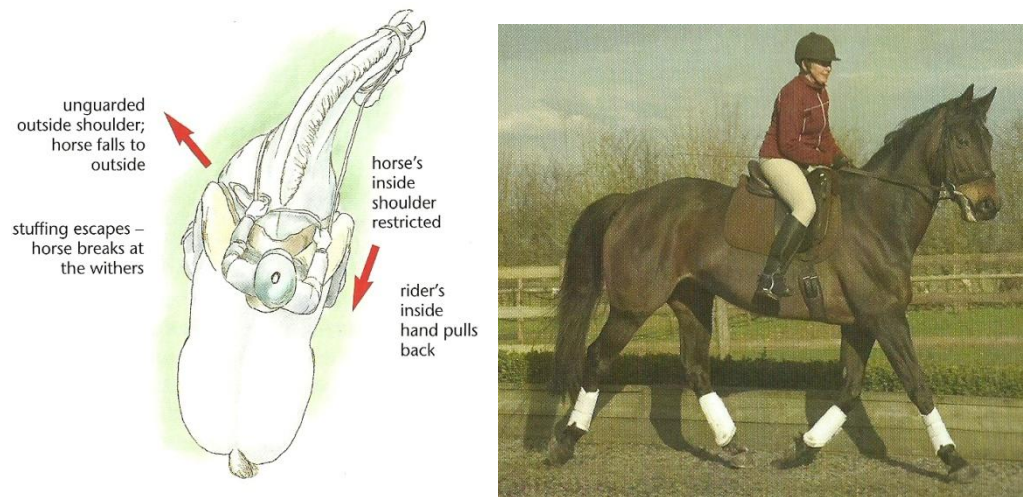 unguarded
outside shoulder;
horse falls to
outside
stuffing escapes –
horse breaks at
the withers
horse's
inside
shoulder
restricted
rider's
inside
hand pulls
back